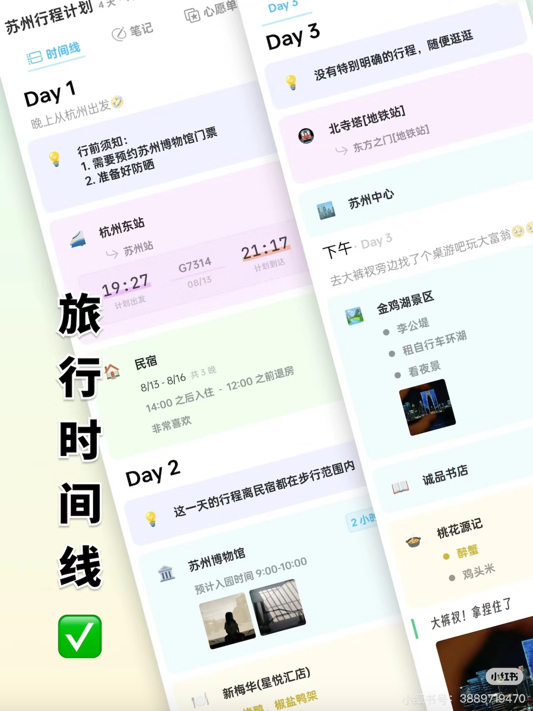 苏州行程计划 4 天
时间线
笔记
心愿单
Day 1
晚上从杭州出发
行前须知：
1. 需要预约苏州博物馆门票
2. 准备好防晒
杭州东站
苏州站
19:27
计划出发
G7314
08/13
21:17
计划到达
民宿
8/13 - 8/16 共 3 晚
14:00 之后入住 - 12:00 之前退房
非常喜欢
Day 2
这一天的行程离民宿都在步行范围内
苏州博物馆
2 小
预计入园时间 9:00-10:00
新梅华(星悦汇店)
椒盐鸭架
Day 3
Day 3
没有特别明确的行程，随便逛逛
北寺塔[地铁站]
东方之门[地铁站]
苏州中心
下午 · Day 3
去大裤衩旁边找了个桌游吧玩大富翁
金鸡湖景区
李公堤
租自行车环湖
看夜景
诚品书店
桃花源记
醉蟹
鸡头米
大裤衩！拿捏住了
旅行时间线
小红书
小红书号：3889719470